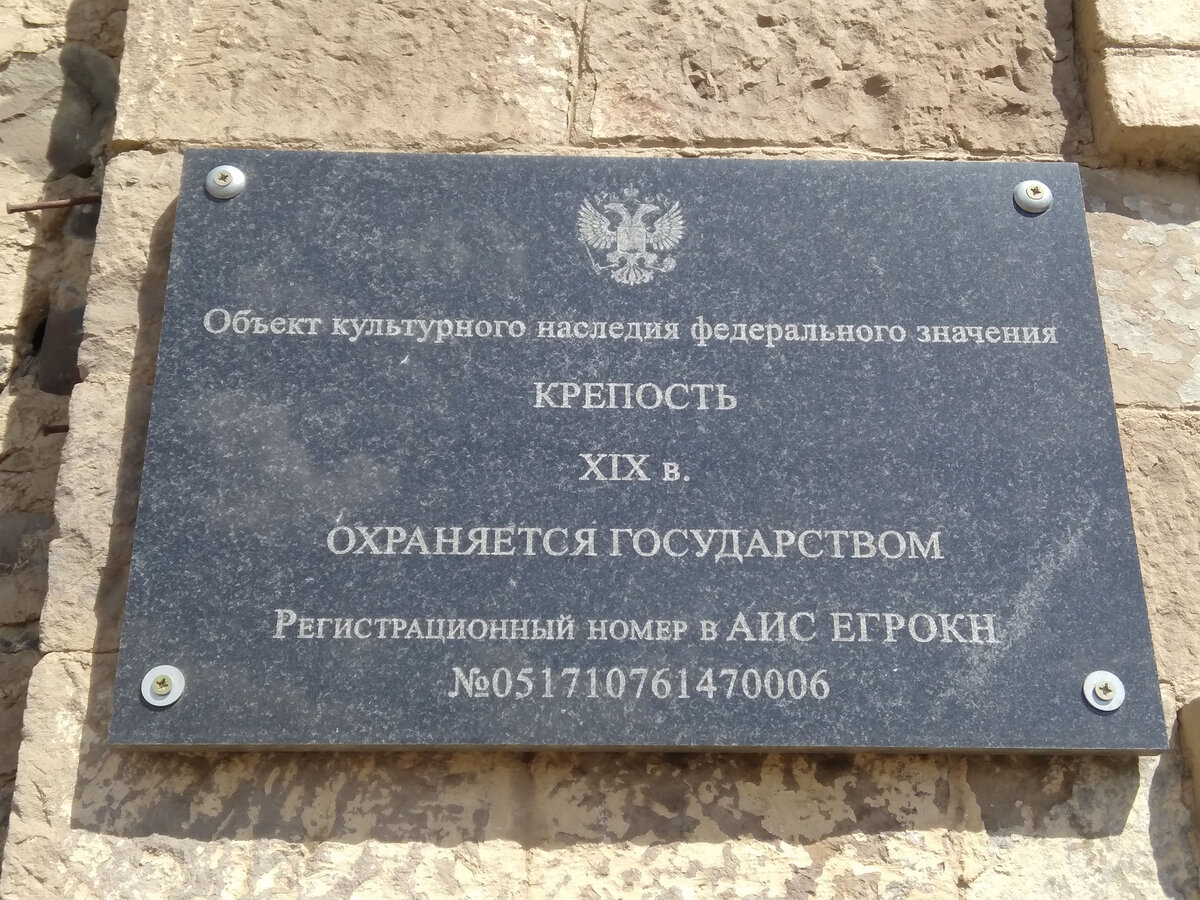 Объект культурного наследия федерального значения
КРЕПОСТЬ
XIX в.
ОХРАНЯЕТСЯ ГОСУДАРСТВОМ
Регистрационный номер в АИС ЕГРОКН
№051710761470006